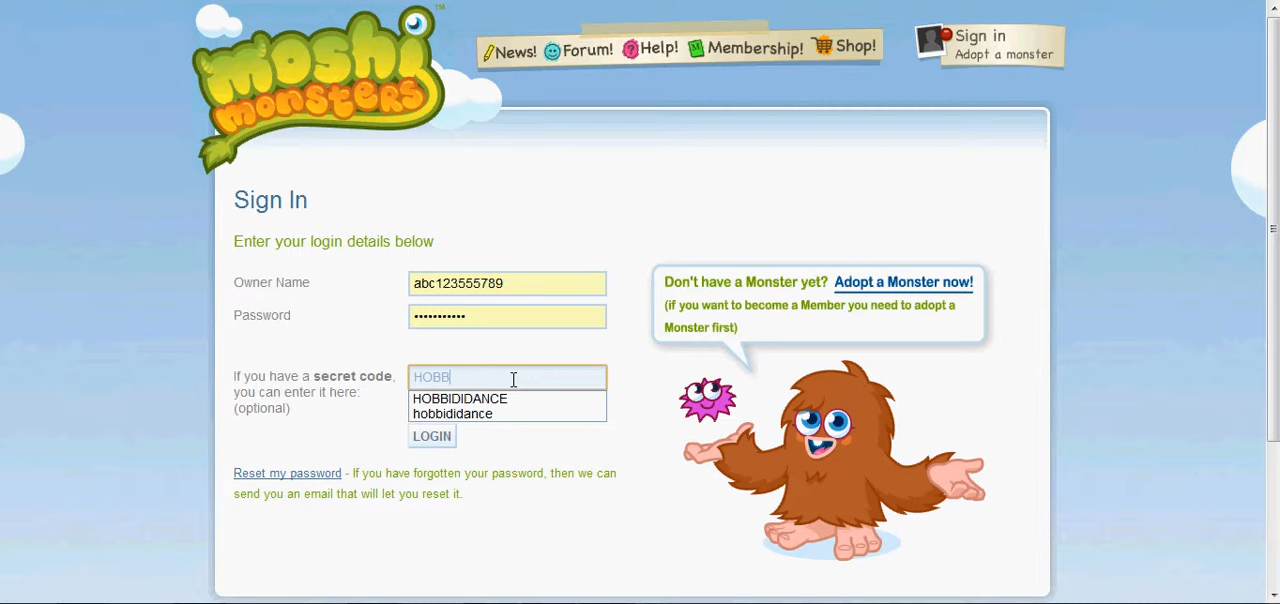 moshi monsters™
News! Forum! Help! Membership! Shop!
Sign in
Adopt a monster
Sign In
Enter your login details below
Owner Name
abc123555789
Password
•••••••••••
If you have a secret code,
you can enter it here:
(optional)
HOBB
HOBBIDIDANCE
hobbididance
LOGIN
Reset my password - If you have forgotten your password, then we can
send you an email that will let you reset it.
Don't have a Monster yet? Adopt a Monster now!
(if you want to become a Member you need to adopt a
Monster first)